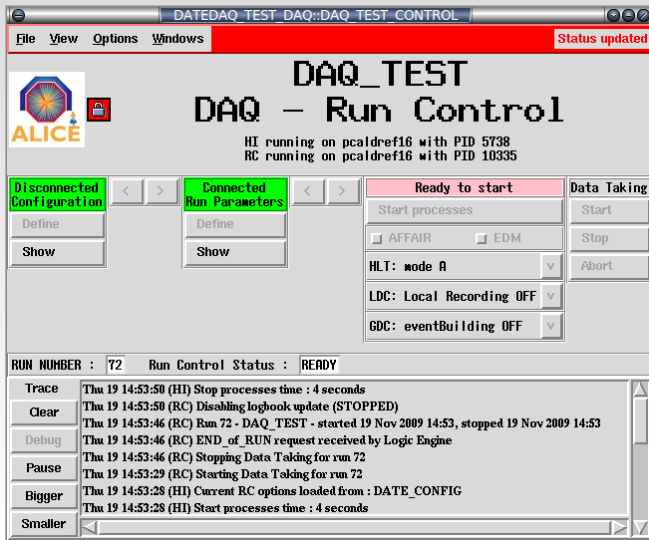 DATEDAQ_TEST_DAQ::DAQ_TEST_CONTROL
File View Options Windows
Status updated
ALICE
DAQ_TEST
DAQ - Run Control
HI running on pcaldref16 with PID 5738
RC running on pcaldref16 with PID 10335
Disconnected
Configuration
< >
Define
Show
Connected
Run Parameters
< >
Define
Show
Ready to start
Start processes
AFFAIR EDM
HLT: mode A v
LDC: Local Recording OFF v
GDC: eventBuilding OFF v
Data Taking
Start
Stop
Abort
RUN NUMBER : 72 Run Control Status : READY
Trace
Clear
Debug
Pause
Bigger
Smaller
Thu 19 14:53:50 (HI) Stop processes time : 4 seconds
Thu 19 14:53:50 (RC) Disabling logbook update (STOPPED)
Thu 19 14:53:46 (RC) Run 72 - DAQ_TEST - started 19 Nov 2009 14:53, stopped 19 Nov 2009 14:53
Thu 19 14:53:46 (RC) END_of_RUN request received by Logic Engine
Thu 19 14:53:46 (RC) Stopping Data Taking for run 72
Thu 19 14:53:29 (RC) Starting Data Taking for run 72
Thu 19 14:53:28 (HI) Current RC options loaded from : DATE_CONFIG
Thu 19 14:53:28 (HI) Start processes time : 4 seconds